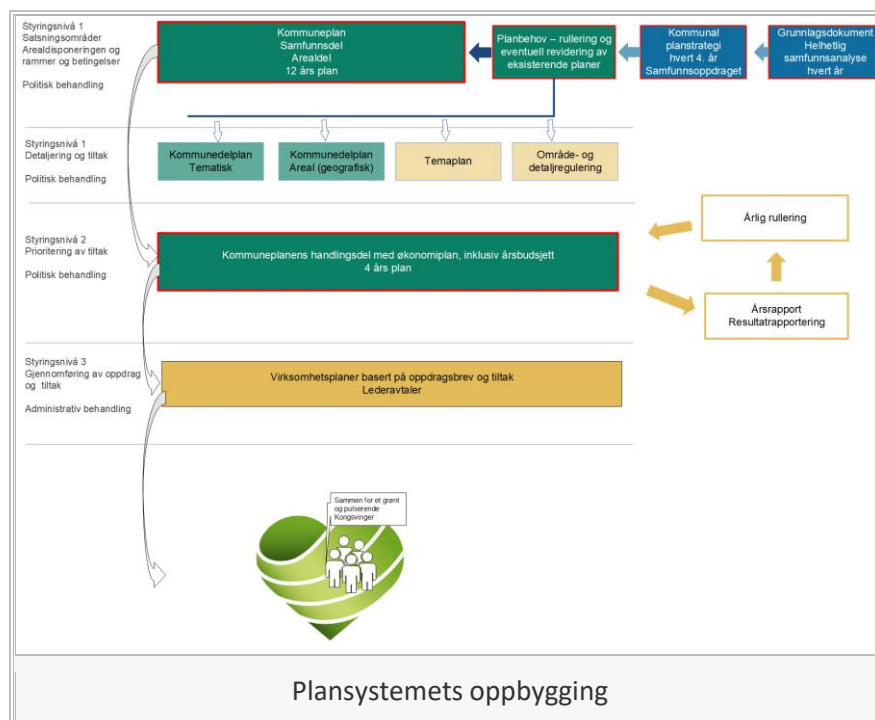 Styringsnivå 1
Satsningsområder
Arealdisponeringen og
rammer og betingelser
Politisk behandling
Kommuneplan
Samfunnsdel
Arealdel
12 års plan
Planbehov – rullering og
eventuell revidering av
eksisterende planer
Kommunal
planstrategi
hvert 4. år
Samfunnsoppdraget
Grunnlagsdokument
Helhetlig
samfunnsanalyse
hvert år
Styringsnivå 1
Detaljering og tiltak
Politisk behandling
Kommunedelplan
Tematisk
Kommunedelplan
Areal (geografisk)
Temaplan
Område- og
detaljregulering
Styringsnivå 2
Prioritering av tiltak
Politisk behandling
Kommuneplanens handlingsdel med økonomiplan, inklusiv årsbudsjett
4 års plan
Årlig rullering
Årsrapport
Resultatrapportering
Styringsnivå 3
Gjennomføring av oppdrag
og tiltak
Administrativ behandling
Virksomhetsplaner basert på oppdragsbrev og tiltak
Lederavtaler
Sammen for et grønt
og pulserende
Kongsvinger
Plansystemets oppbygging